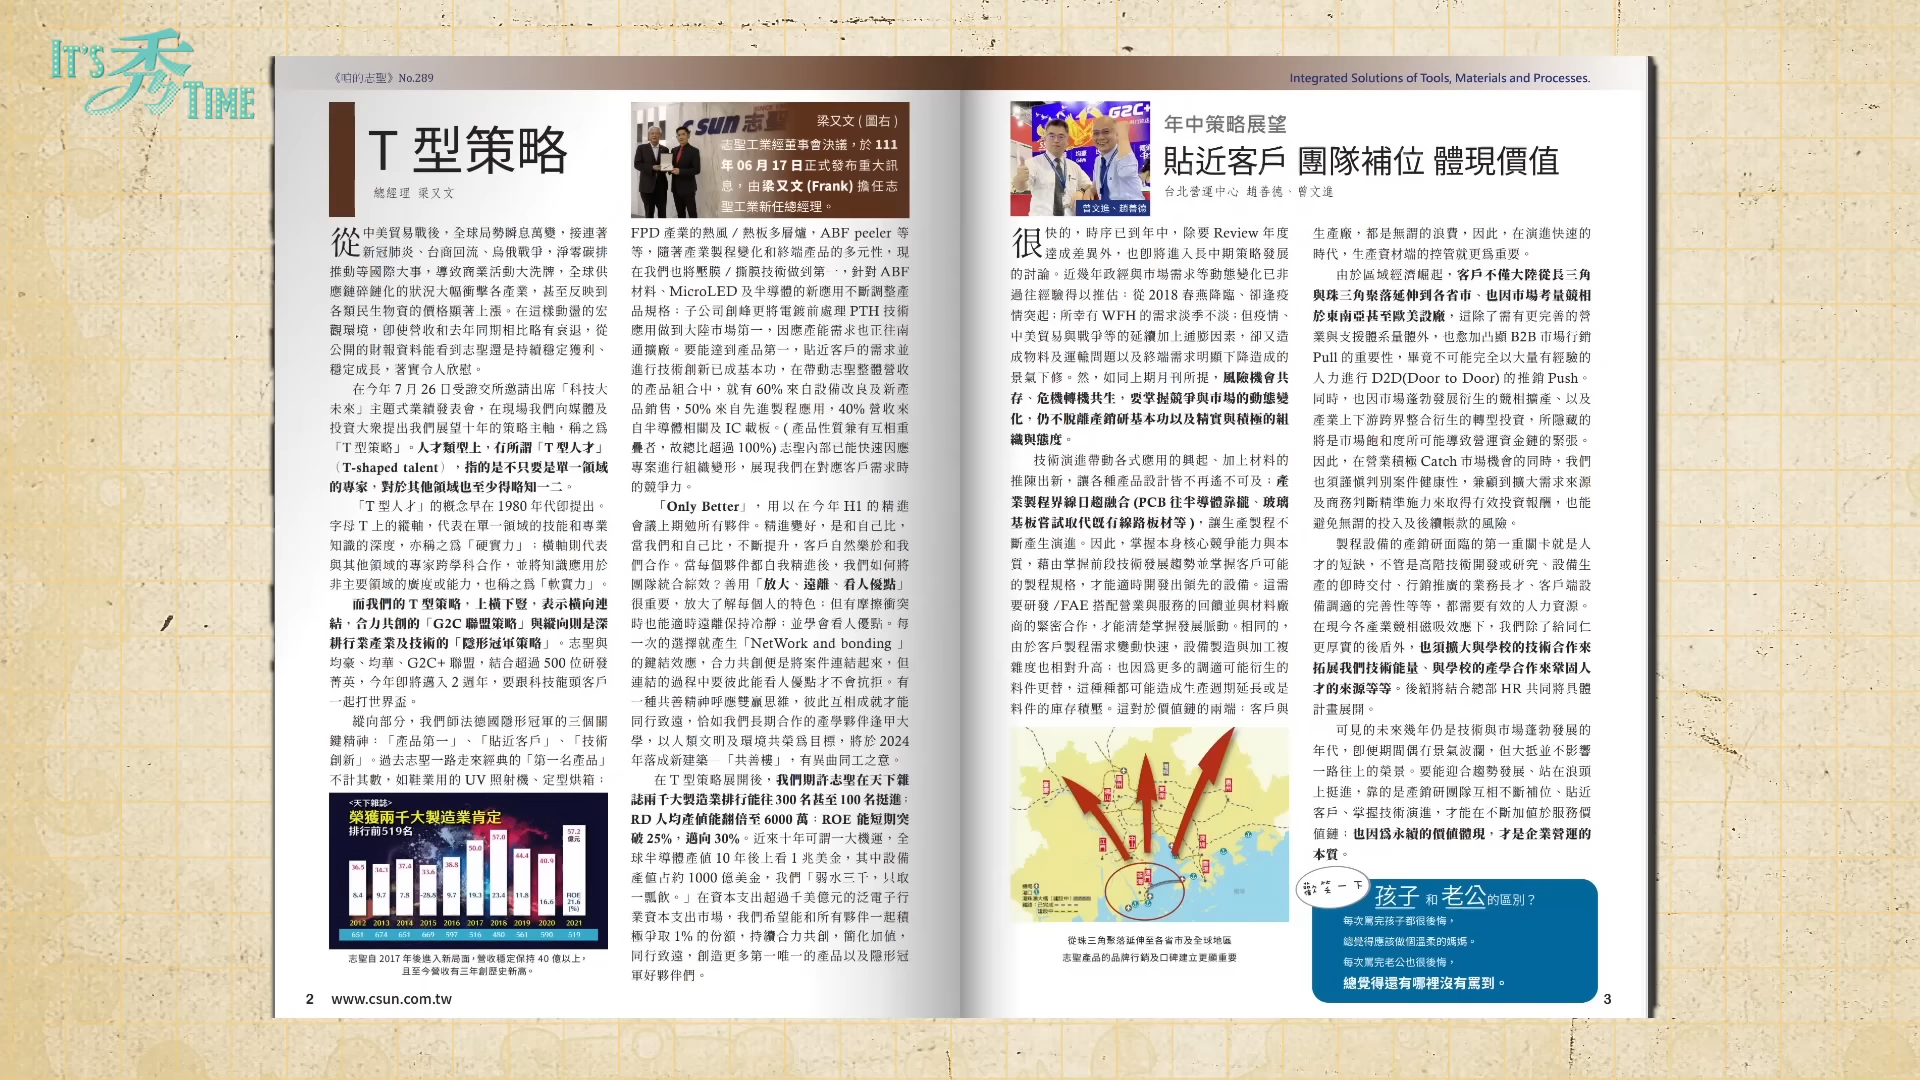 IT'S秀TIME
《咱的志聖》No.289
T 型策略
總經理 梁又文
csun 志聖
梁又文 ( 圖右 )
志聖工業經董事會決議，於 111
年 06 月 17 日正式發布重大訊
息，由梁又文 (Frank) 擔任志
聖工業新任總經理。
從中美貿易戰後，全球局勢瞬息萬變，接連著
新冠肺炎、台商回流、烏俄戰爭，淨零碳排
推動等國際大事，導致商業活動大洗牌，全球供
應鏈碎鏈化的狀況大幅衝擊各產業，甚至反映到
各類民生物資的價格顯著上漲。在這樣動盪的宏
觀環境，即使營收和去年同期相比略有衰退，從
公開的財報資料能看到志聖還是持續穩定獲利、
穩定成長，著實令人欣慰。
在今年 7 月 26 日受證交所邀請出席「科技大
未來」主題式業績發表會，在現場我們向媒體及
投資大衆提出我們展望十年的策略主軸，稱之爲
「T 型策略」。人才類型上，有所謂「T 型人才」
（T-shaped talent），指的是不只要是單一領域
的專家，對於其他領域也至少得略知一二。
「T 型人才」的概念早在 1980 年代卽提出。
字母 T 上的縱軸，代表在單一領域的技能和專業
知識的深度，亦稱之爲「硬實力」；橫軸則代表
與其他領域的專家跨學科合作，並將知識應用於
非主要領域的廣度或能力，也稱之爲「軟實力」。
而我們的 T 型策略，上橫下豎，表示橫向連
結，合力共創的「G2C 聯盟策略」與縱向則是深
耕行業產業及技術的「隱形冠軍策略」。志聖與
均豪、均華、G2C+ 聯盟，結合超過 500 位研發
菁英，今年卽將邁入 2 週年，要跟科技龍頭客戶
一起打世界盃。
縱向部分，我們師法德國隱形冠軍的三個關
鍵精神：「產品第一」、「貼近客戶」、「技術
創新」。過去志聖一路走來經典的「第一名產品」
不計其數，如鞋業用的 UV 照射機、定型烘箱；
<天下雜誌>
榮獲兩千大製造業肯定
排行前519名
36.5 34.3 37.4 33.6 38.8 50.0 57.0 44.4 40.9 57.2億元
8.4 9.7 7.8 -28.8 9.7 19.3 23.4 11.8 16.6 ROE 21.6 (%)
2012 2013 2014 2015 2016 2017 2018 2019 2020 2021
651 674 651 669 597 516 480 561 590 519
志聖自 2017 年後進入新局面，營收穩定保持 40 億以上，
且至今營收有三年創歷史新高。
2 www.csun.com.tw
FPD 產業的熱風 / 熱板多層爐，ABF peeler 等
等，隨著產業製程變化和終端產品的多元性，現
在我們也將壓膜 / 撕膜技術做到第一，針對 ABF
材料、MicroLED 及半導體的新應用不斷調整產
品規格；子公司創峰更將電鍍前處理 PTH 技術
應用做到大陸市場第一，因應產能需求也正往南
通擴廠。要能達到產品第一，貼近客戶的需求並
進行技術創新已成基本功，在帶動志聖整體營收
的產品組合中，就有 60% 來自設備改良及新產
品銷售，50% 來自先進製程應用，40% 營收來
自半導體相關及 IC 載板。( 產品性質兼有互相重
疊者，故總比超過 100%) 志聖內部已能快速因應
專案進行組織變形，展現我們在對應客戶需求時
的競爭力。
「Only Better」，用以在今年 H1 的精進
會議上期勉所有夥伴。精進變好，是和自己比，
當我們和自己比，不斷提升，客戶自然樂於和我
們合作。當每個夥伴都自我精進後，我們如何將
團隊統合綜效？善用「放大、遠離、看人優點」
很重要，放大了解每個人的特色；但有摩擦衝突
時也能適時遠離保持冷靜；並學會看人優點。每
一次的選擇就產生「NetWork and bonding 」
的鍵結效應，合力共創便是將案件連結起來，但
連結的過程中要彼此能看人優點才不會抗拒。有
一種共善精神呼應雙贏思維，彼此互相成就才能
同行致遠，恰如我們長期合作的產學夥伴逢甲大
學，以人類文明及環境共榮爲目標，將於 2024
年落成新建築—「共善樓」，有異曲同工之意。
在 T 型策略展開後，我們期許志聖在天下雜
誌兩千大製造業排行能往 300 名甚至 100 名挺進；
RD 人均產値能翻倍至 6000 萬；ROE 能短期突
破 25%，邁向 30%。近來十年可謂一大機運，全
球半導體產値 10 年後上看 1 兆美金，其中設備
產値占約 1000 億美金，我們「弱水三千，只取
一瓢飲。」在資本支出超過千美億元的泛電子行
業資本支出市場，我們希望能和所有夥伴一起積
極爭取 1% 的份額，持續合力共創，簡化加値，
同行致遠，創造更多第一唯一的產品以及隱形冠
軍好夥伴們。
Integrated Solutions of Tools, Materials and Processes.
G2C+
曾文進、趙善德
年中策略展望
貼近客戶 團隊補位 體現價值
台北營運中心 趙善德、曾文進
很快的，時序已到年中，除要 Review 年度
達成差異外，也卽將進入長中期策略發展
的討論。近幾年政經與市場需求等動態變化已非
過往經驗得以推估：從 2018 春燕降臨、卻逢疫
情突起；所幸有 WFH 的需求淡季不淡；但疫情、
中美貿易與戰爭等的延續加上通膨因素，卻又造
成物料及運輸問題以及終端需求明顯下降造成的
景氣下修。然，如同上期月刊所提，風險機會共
存、危機轉機共生，要掌握競爭與市場的動態變
化，仍不脫離產銷研基本功以及精實與積極的組
織與態度。
技術演進帶動各式應用的興起、加上材料的
推陳出新，讓各種產品設計皆不再遙不可及；產
業製程界線日趨融合 (PCB 往半導體靠攏、玻璃
基板嘗試取代既有線路板材等 )，讓生產製程不
斷產生演進。因此，掌握本身核心競爭能力與本
質，藉由掌握前段技術發展趨勢並掌握客戶可能
的製程規格，才能適時開發出領先的設備。這需
要研發 /FAE 搭配營業與服務的回饋並與材料廠
商的緊密合作，才能清楚掌握發展脈動。相同的，
由於客戶製程需求變動快速，設備製造與加工複
雜度也相對升高；也因爲更多的調適可能衍生的
料件更替，這種種都可能造成生產週期延長或是
料件的庫存積壓。這對於價値鏈的兩端：客戶與
從珠三角聚落延伸至各省市及全球地區
志聖產品的品牌行銷及口碑建立更顯重要
生產廠，都是無謂的浪費，因此，在演進快速的
時代，生產資材端的控管就更爲重要。
由於區域經濟崛起，客戶不僅大陸從長三角
與珠三角聚落延伸到各省市、也因市場考量競相
於東南亞甚至歐美設廠，這除了需有更完善的營
業與支援體系量體外，也愈加凸顯 B2B 市場行銷
Pull 的重要性，畢竟不可能完全以大量有經驗的
人力進行 D2D(Door to Door) 的推銷 Push。
同時，也因市場蓬勃發展衍生的競相擴產、以及
產業上下游跨界整合衍生的轉型投資，所隱藏的
將是市場飽和度所可能導致營運資金鏈的緊張。
因此，在營業積極 Catch 市場機會的同時，我們
也須謹愼判別案件健康性，兼顧到擴大需求來源
及商務判斷精準施力來取得有效投資報酬，也能
避免無謂的投入及後續帳款的風險。
製程設備的產銷研面臨的第一重關卡就是人
才的短缺，不管是高階技術開發或研究、設備生
產的卽時交付、行銷推廣的業務長才、客戶端設
備調適的完善性等等，都需要有效的人力資源。
在現今各產業競相磁吸效應下，我們除了給同仁
更厚實的後盾外，也須擴大與學校的技術合作來
拓展我們技術能量、與學校的產學合作來鞏固人
才的來源等等。後續將結合總部 HR 共同將具體
計畫展開。
可見的未來幾年仍是技術與市場蓬勃發展的
年代，卽便期間偶有景氣波瀾，但大抵並不影響
一路往上的榮景。要能迎合趨勢發展、站在浪頭
上挺進，靠的是產銷研團隊互相不斷補位、貼近
客戶、掌握技術演進，才能在不斷加値於服務價
値鏈；也因爲永續的價値體現，才是企業營運的
本質。
歡笑一下
孩子 和 老公的區別？
每次罵完孩子都很後悔，
總覺得應該做個溫柔的媽媽。
每次罵完老公也很後悔，
總覺得還有哪裡沒有罵到。
3